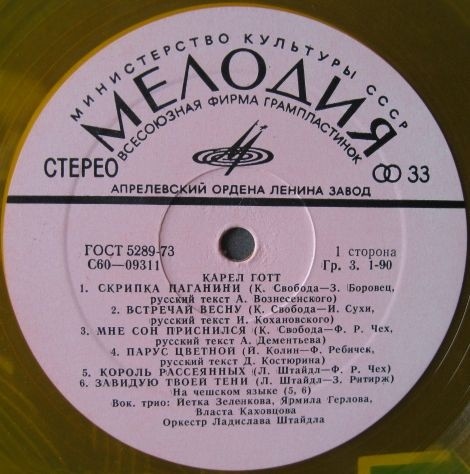 МИНИСТЕРСТВО КУЛЬТУРЫ СССР
МЕЛОДИЯ
ВСЕСОЮЗНАЯ ФИРМА ГРАМПЛАСТИНОК
СТЕРЕО 33
АПРЕЛЕВСКИЙ ОРДЕНА ЛЕНИНА ЗАВОД
ГОСТ 5289-73 1 сторона
С60—09311 Гр. 3. 1-90
КАРЕЛ ГОТТ
1. СКРИПКА ПАГАНИНИ (К. Свобода—З. Боровец,
русский текст А. Вознесенского)
2. ВСТРЕЧАЙ ВЕСНУ (К. Свобода—И. Сухи,
русский текст И. Кохановского)
3. МНЕ СОН ПРИСНИЛСЯ (К. Свобода—Ф. Р. Чех,
русский текст А. Дементьева)
4. ПАРУС ЦВЕТНОЙ (Й. Колин—Ф. Ребичек,
русский текст Д. Костюрина)
5. КОРОЛЬ РАССЕЯННЫХ (Л. Штайдл—Ф. Р. Чех)
6. ЗАВИДУЮ ТВОЕЙ ТЕНИ (Л. Штайдл—З. Ритирж)
На чешском языке (5, 6)
Вок. трио: Йетка Зеленкова, Ярмила Герлова,
Власта Каховцова
Оркестр Ладислава Штайдла